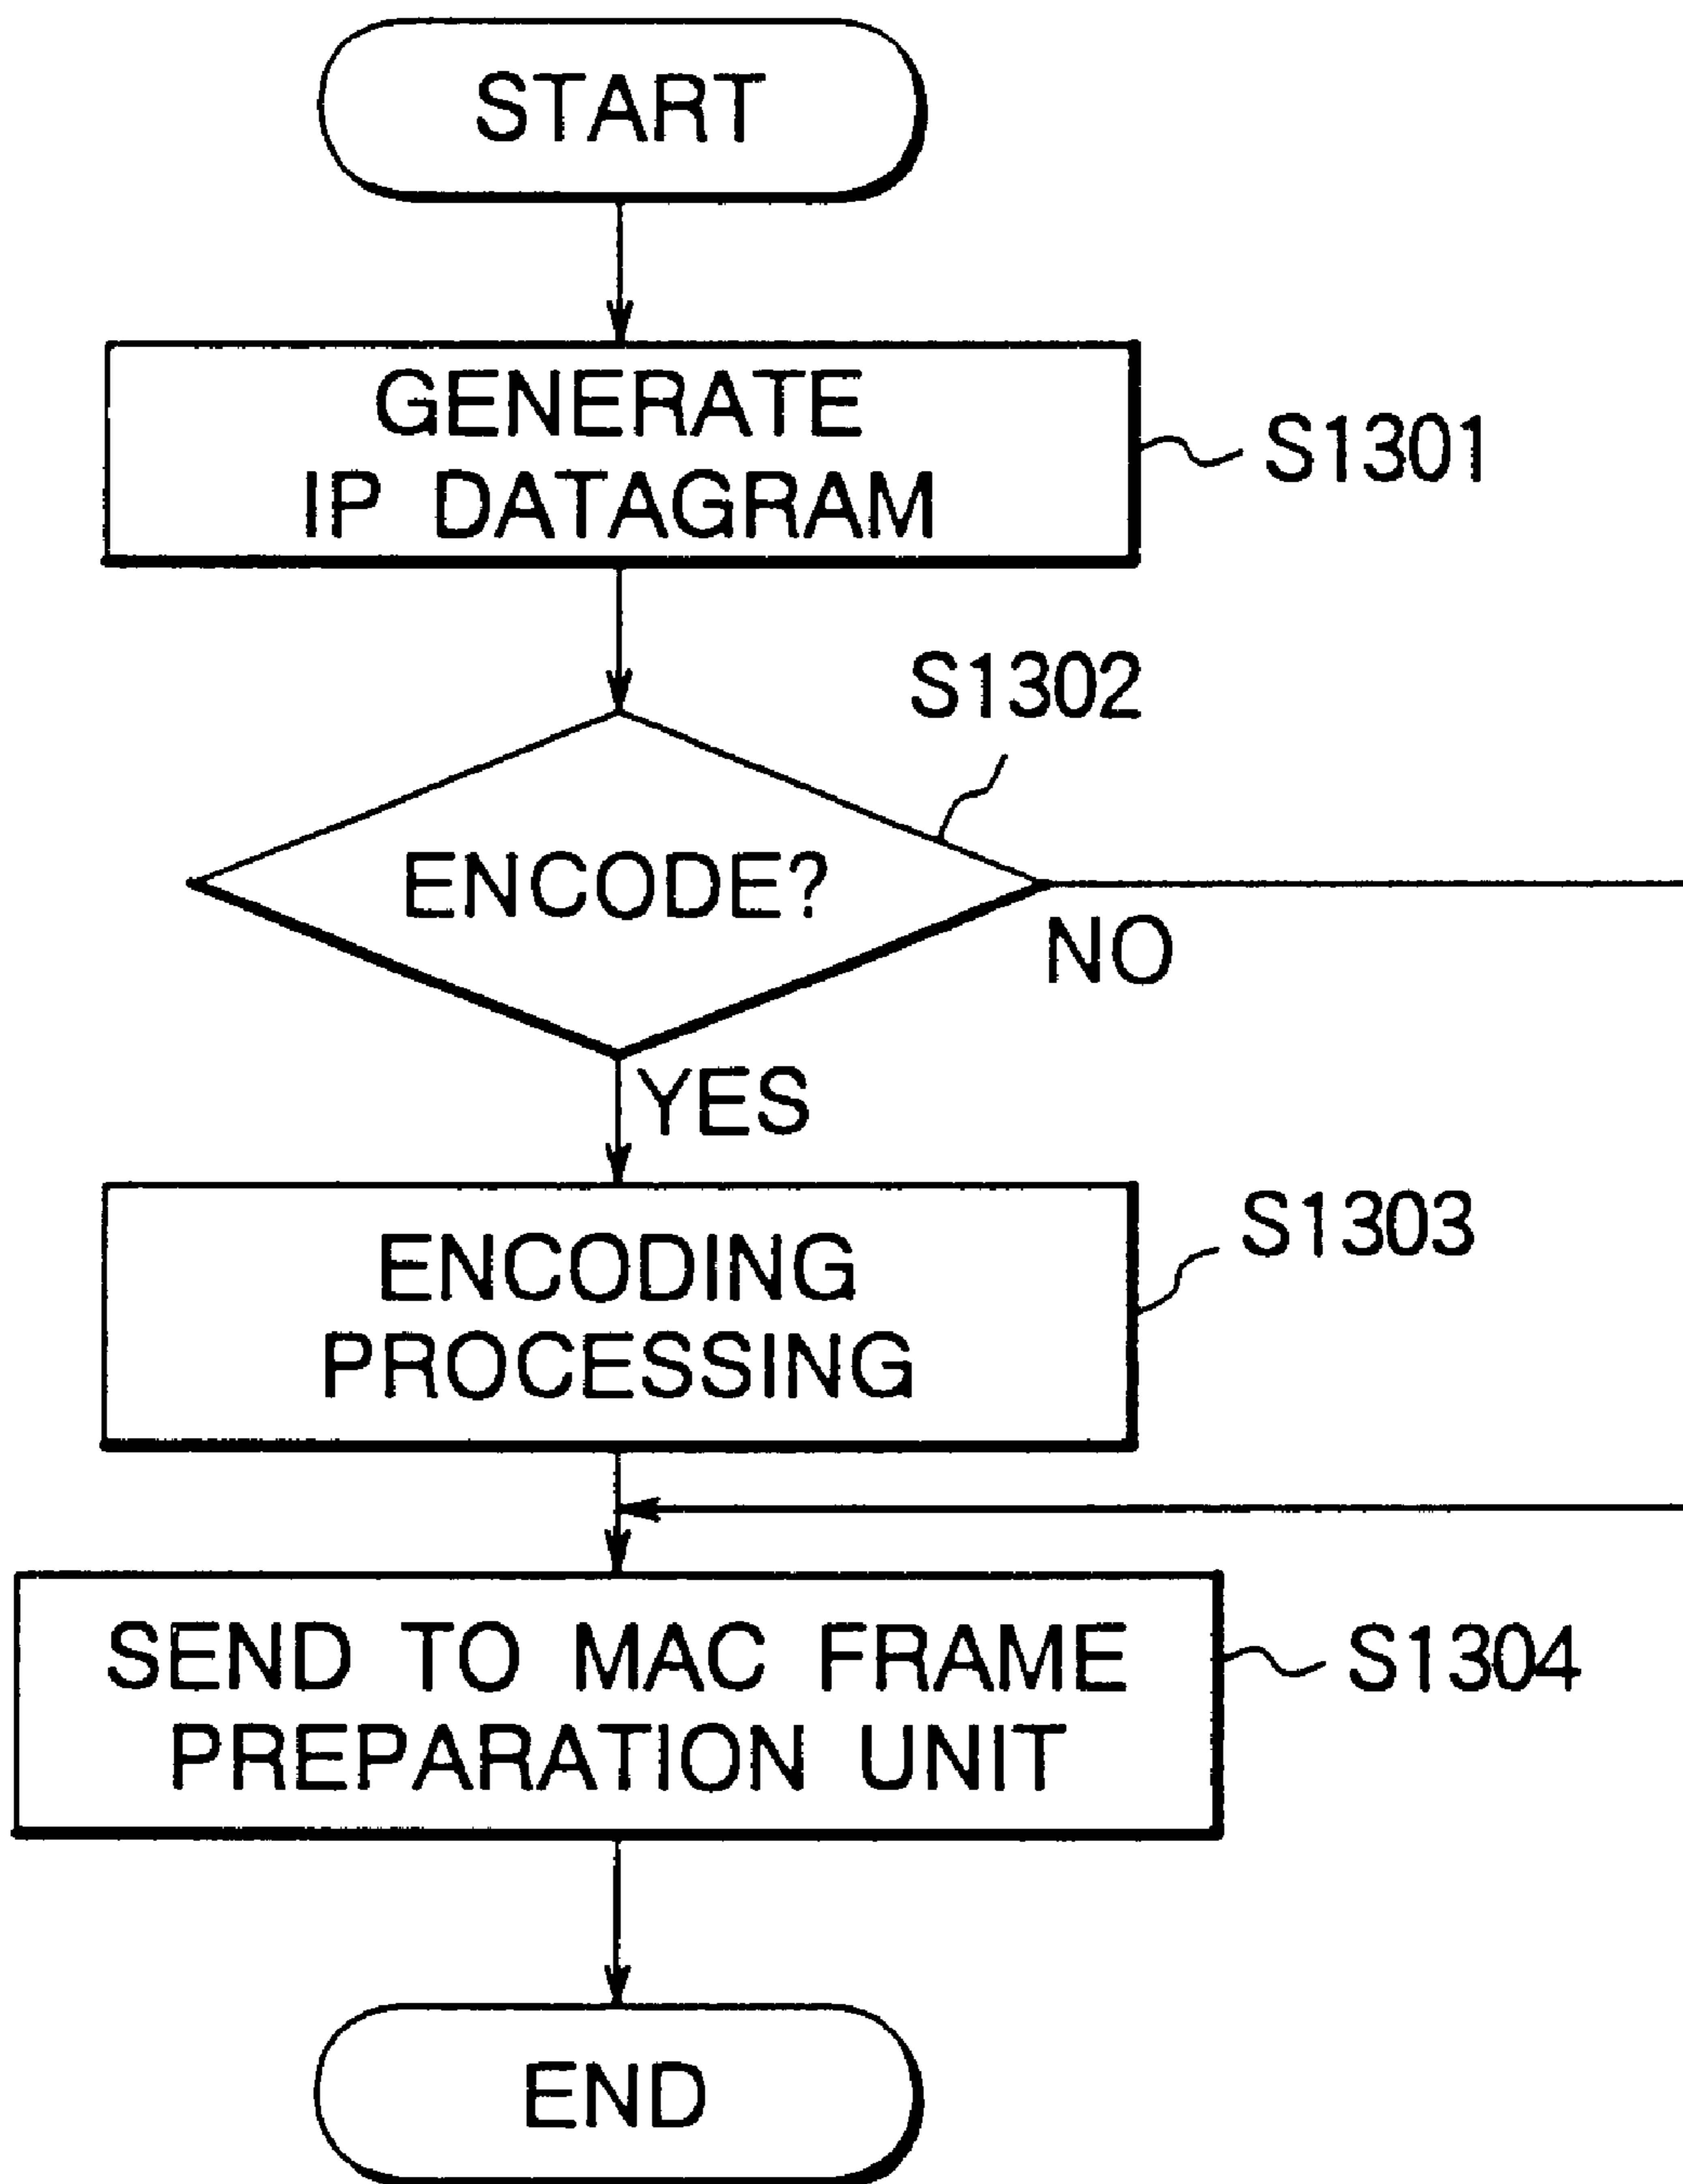 START
GENERATE
IP DATAGRAM
S1301
S1302
ENCODE?
NO
YES
ENCODING
PROCESSING
S1303
SEND TO MAC FRAME
PREPARATION UNIT
S1304
END